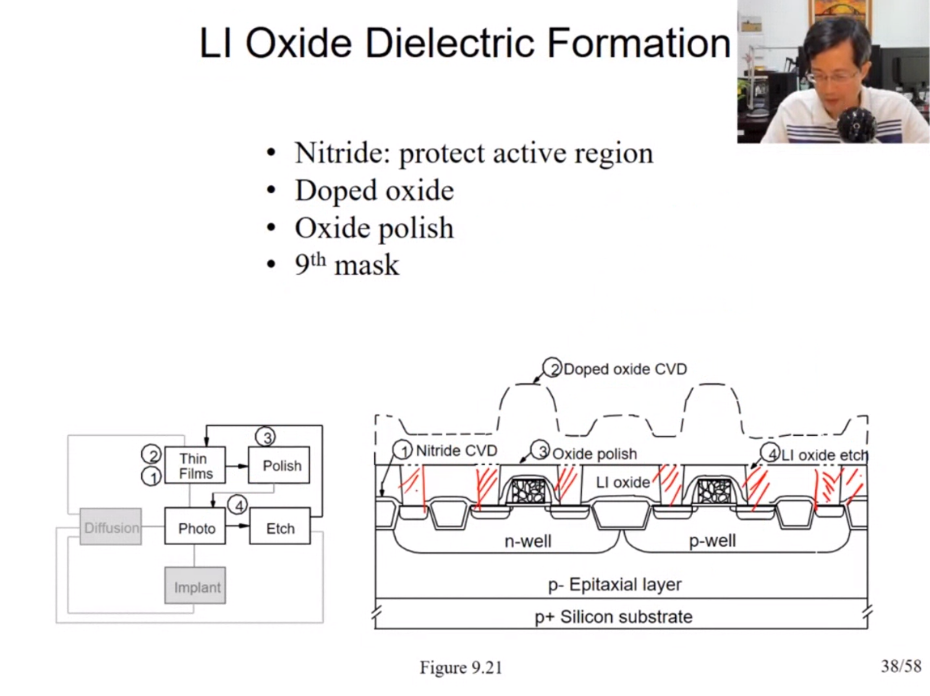 LI Oxide Dielectric Formation
• Nitride: protect active region
• Doped oxide
• Oxide polish
• 9th mask
② Doped oxide CVD
③
① Nitride CVD
③ Oxide polish
④ LI oxide etch
②
①
Thin Films
Polish
LI oxide
④
Diffusion
Photo
Etch
n-well
p-well
Implant
p- Epitaxial layer
p+ Silicon substrate
Figure 9.21
38/58